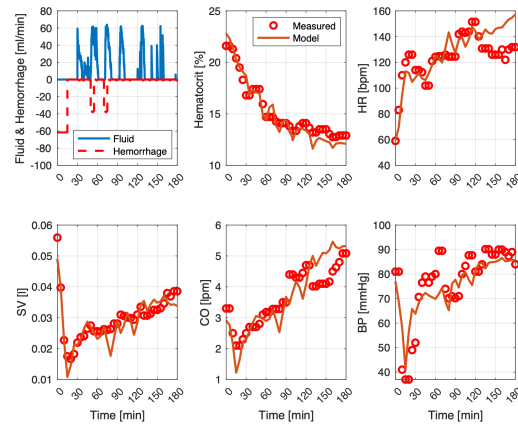 Fluid & Hemorrhage [ml/min]
100
80
60
40
20
0
-20
-40
-60
-80
-100
0 30 60 90 120 150 180
Fluid
Hemorrhage
Hematocrit [%]
25
20
15
10
0 30 60 90 120 150 180
Measured
Model
HR [bpm]
160
140
120
100
80
60
40
0 30 60 90 120 150 180
SV [l]
0.06
0.05
0.04
0.03
0.02
0.01
0 30 60 90 120 150 180
Time [min]
CO [lpm]
6
5
4
3
2
1
0 30 60 90 120 150 180
Time [min]
BP [mmHg]
100
90
80
70
60
50
40
0 30 60 90 120 150 180
Time [min]